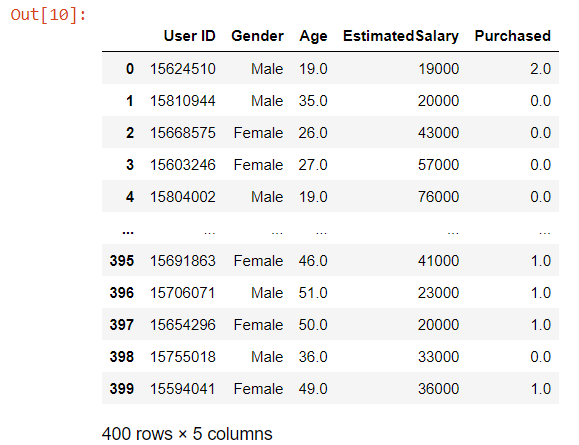 Out[10]:
User ID Gender Age EstimatedSalary Purchased
0 15624510 Male 19.0 19000 2.0
1 15810944 Male 35.0 20000 0.0
2 15668575 Female 26.0 43000 0.0
3 15603246 Female 27.0 57000 0.0
4 15804002 Male 19.0 76000 0.0
... ... ... ... ... ...
395 15691863 Female 46.0 41000 1.0
396 15706071 Male 51.0 23000 1.0
397 15654296 Female 50.0 20000 1.0
398 15755018 Male 36.0 33000 0.0
399 15594041 Female 49.0 36000 1.0
400 rows × 5 columns